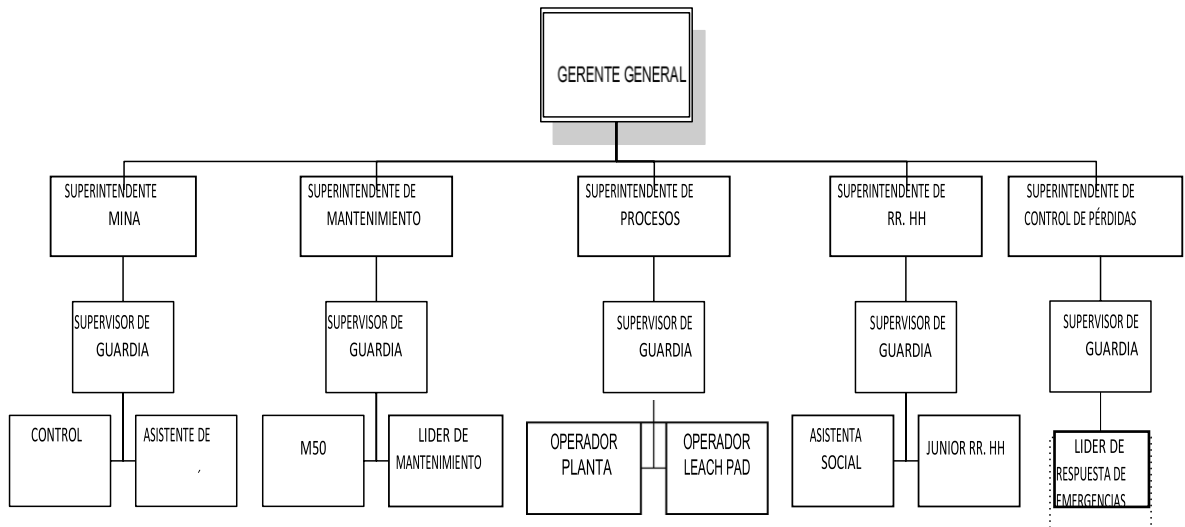 GERENTE GENERAL
SUPERINTENDENTE
MINA
SUPERINTENDENTE DE
MANTENIMIENTO
SUPERINTENDENTE DE
PROCESOS
SUPERINTENDENTE DE
RR. HH
SUPERINTENDENTE DE
CONTROL DE PÉRDIDAS
SUPERVISOR DE
GUARDIA
SUPERVISOR DE
GUARDIA
SUPERVISOR DE
GUARDIA
SUPERVISOR DE
GUARDIA
SUPERVISOR DE
GUARDIA
CONTROL
ASISTENTE DE
,
M50
LIDER DE
MANTENIMIENTO
OPERADOR
PLANTA
OPERADOR
LEACH PAD
ASISTENTA
SOCIAL
JUNIOR RR. HH
LIDER DE
RESPUESTA DE
EMERGENCIAS